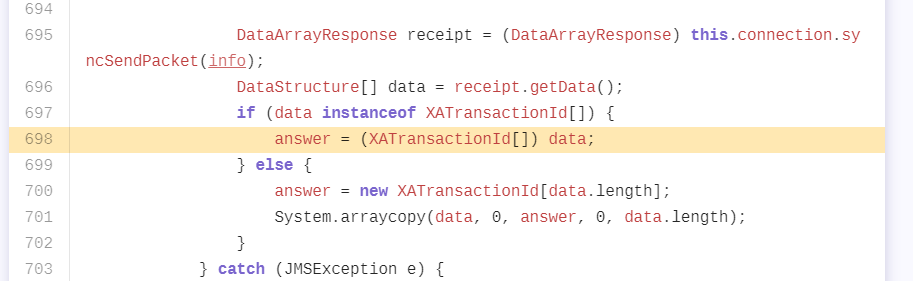 694
695 DataArrayResponse receipt = (DataArrayResponse) this.connection.sy
ncSendPacket(info);
696 DataStructure[] data = receipt.getData();
697 if (data instanceof XATransactionId[]) {
698 answer = (XATransactionId[]) data;
699 } else {
700 answer = new XATransactionId[data.length];
701 System.arraycopy(data, 0, answer, 0, data.length);
702 }
703 } catch (JMSException e) {